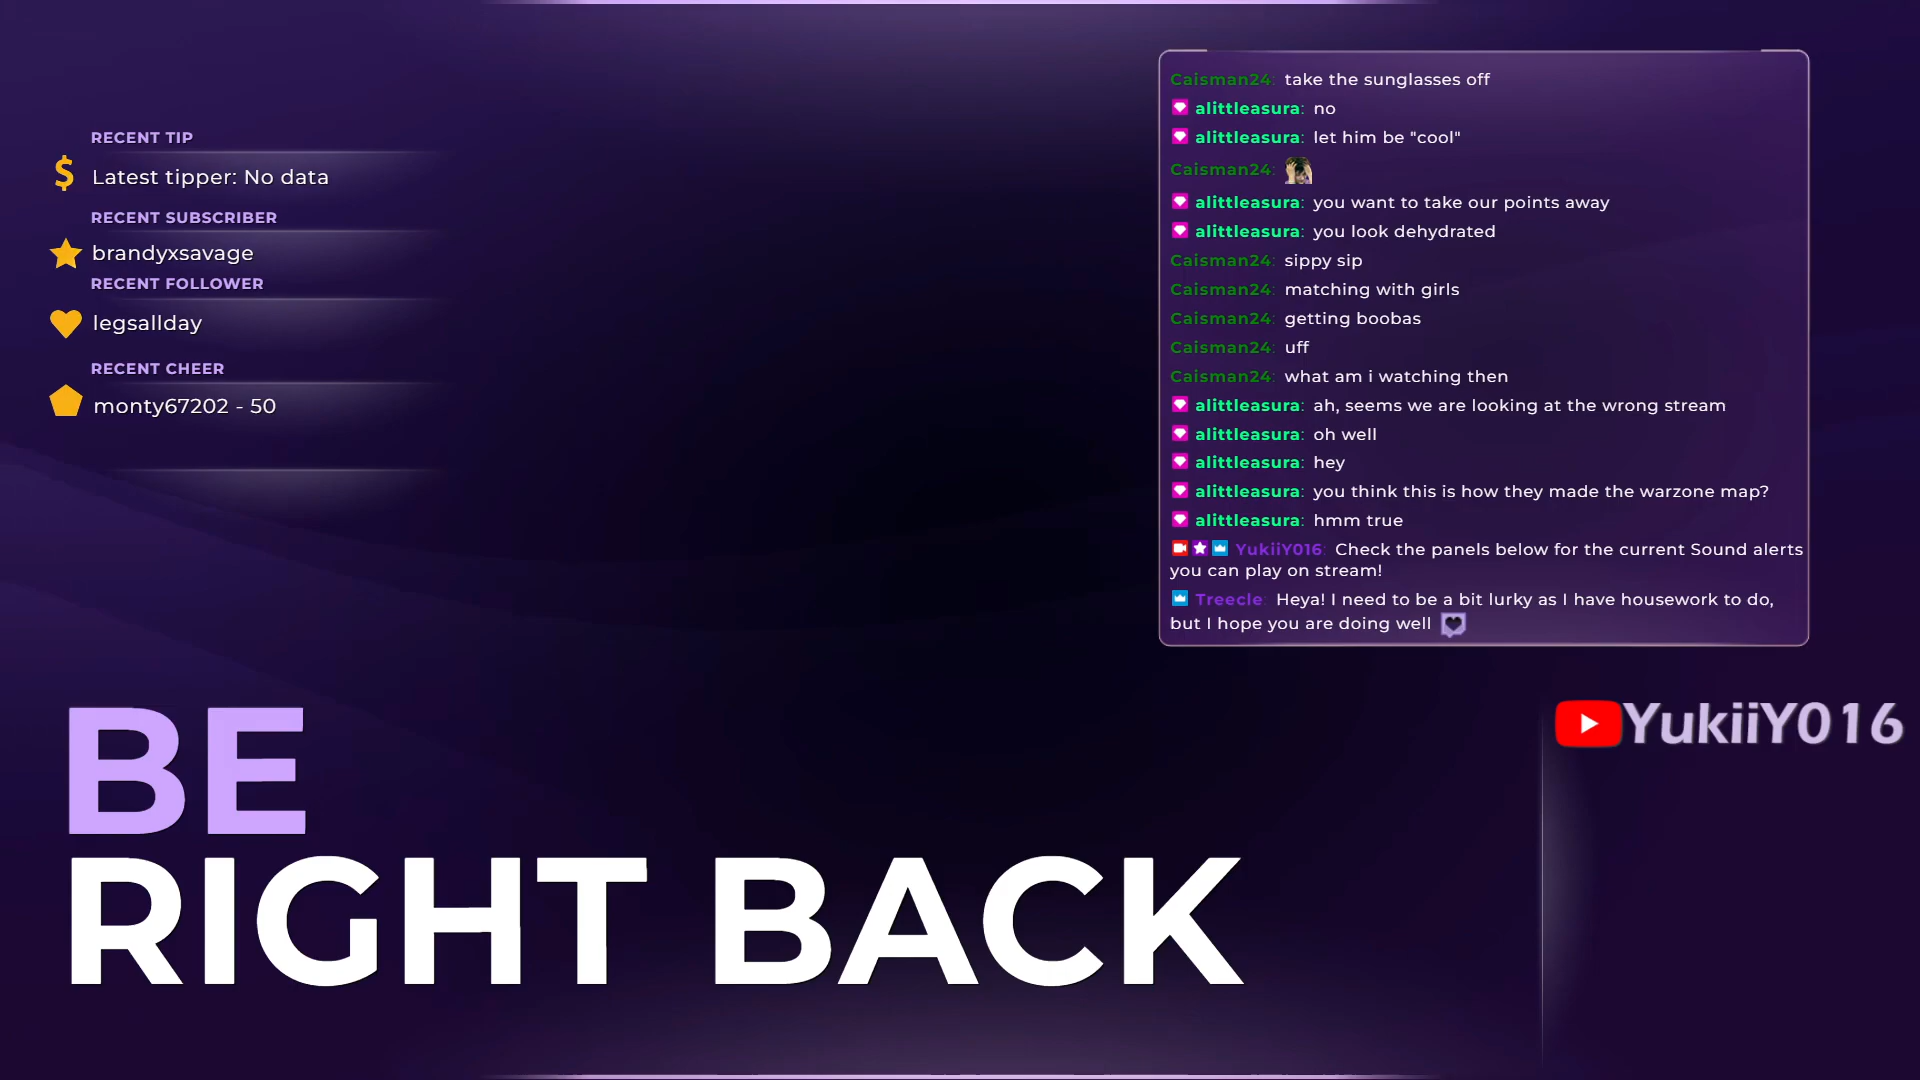 RECENT TIP
Latest tipper: No data
RECENT SUBSCRIBER
brandyxsavage
RECENT FOLLOWER
legsallday
RECENT CHEER
monty67202 - 50
Caisman24: take the sunglasses off
alittleasura: no
alittleasura: let him be "cool"
Caisman24:
alittleasura: you want to take our points away
alittleasura: you look dehydrated
Caisman24: sippy sip
Caisman24: matching with girls
Caisman24: getting boobas
Caisman24: uff
Caisman24: what am i watching then
alittleasura: ah, seems we are looking at the wrong stream
alittleasura: oh well
alittleasura: hey
alittleasura: you think this is how they made the warzone map?
alittleasura: hmm true
YukiiY016: Check the panels below for the current Sound alerts
you can play on stream!
Treecle: Heya! I need to be a bit lurky as I have housework to do,
but I hope you are doing well
YukiiY016
BE
RIGHT BACK